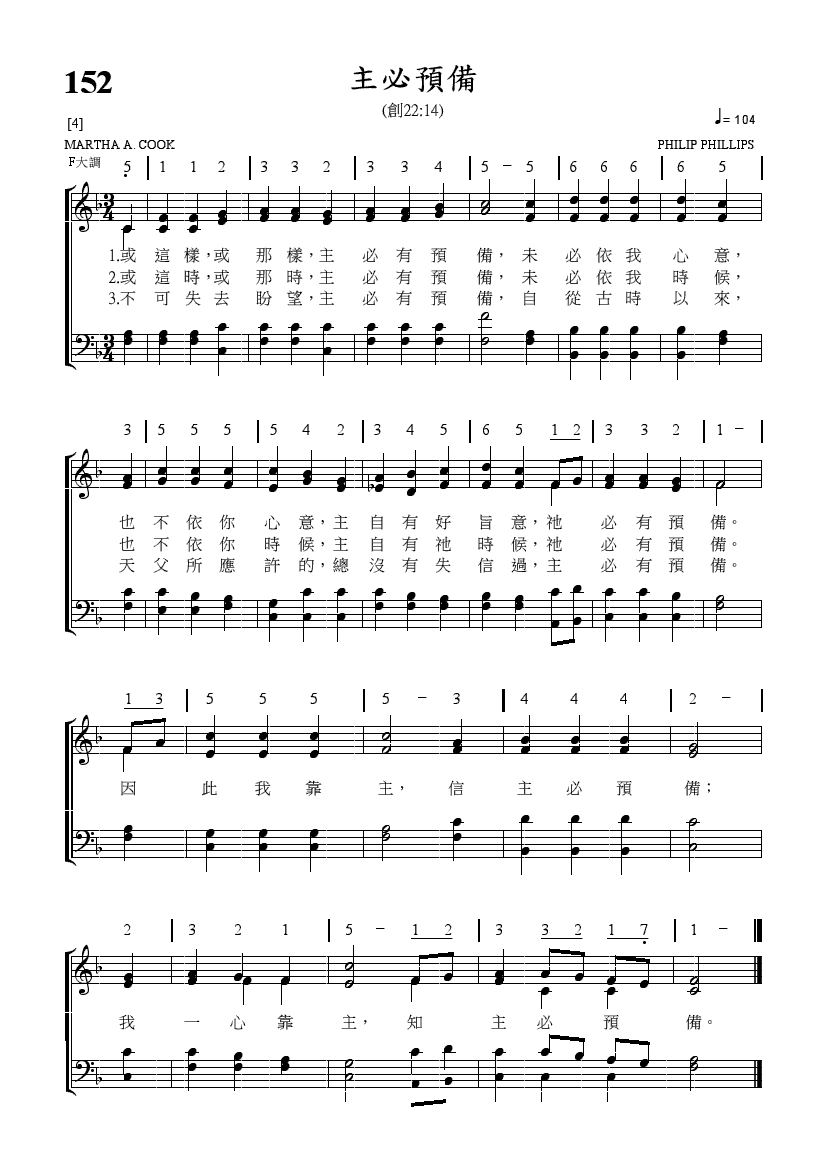 152
主必預備
(創22:14)
[4]
♩= 104
MARTHA A. COOK
PHILIP PHILLIPS
F大調
5 | 1 1 2 | 3 3 2 | 3 3 4 | 5 – 5 | 6 6 6 | 6 5 |
1.或 這 樣,或 那 樣,主 必 有 預 備,未 必 依 我 心 意,
2.或 這 時,或 那 時,主 必 有 預 備,未 必 依 我 時 候,
3.不 可 失 去 盼 望,主 必 有 預 備,自 從 古 時 以 來,
3 | 5 5 5 | 5 4 2 | 3 4 5 | 6 5 1 2 | 3 3 2 | 1 – |
也 不 依 你 心 意,主 自 有 好 旨 意,祂 必 有 預 備。
也 不 依 你 時 候,主 自 有 祂 時 候,祂 必 有 預 備。
天 父 所 應 許 的,總 沒 有 失 信 過,主 必 有 預 備。
1 3 | 5 5 5 | 5 – 3 | 4 4 4 | 2 – |
因 此 我 靠 主,信 主 必 預 備;
2 | 3 2 1 | 5 – 1 2 | 3 3 2 1 7 | 1 – ‖
我 一 心 靠 主,知 主 必 預 備。